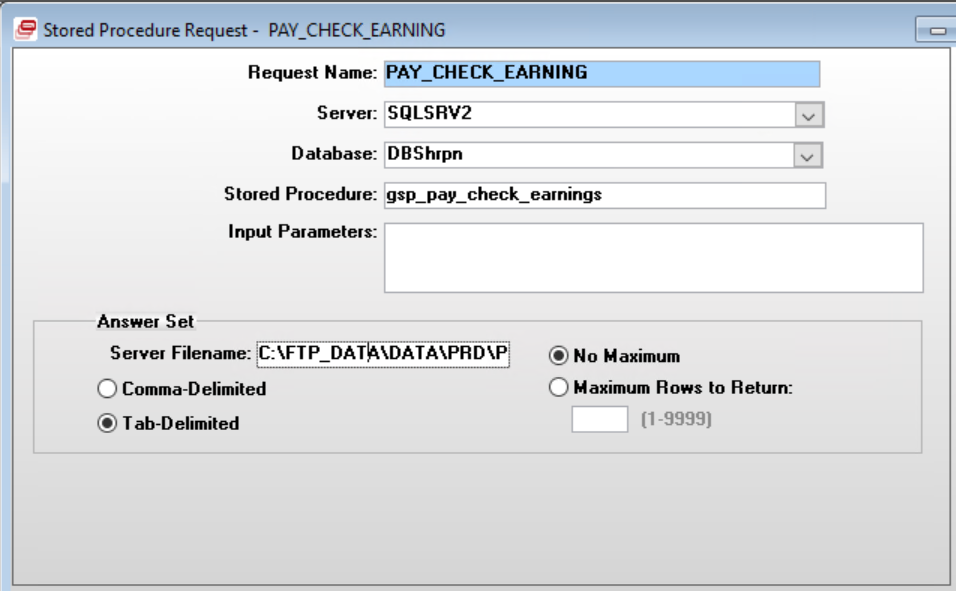 Stored Procedure Request - PAY_CHECK_EARNING
Request Name: PAY_CHECK_EARNING
Server: SQLSRV2
Database: DBShrpn
Stored Procedure: gsp_pay_check_earnings
Input Parameters:
Answer Set
Server Filename: C:\FTP_DATA\DATA\PRD\P
No Maximum
Comma-Delimited
Maximum Rows to Return:
Tab-Delimited
(1-9999)